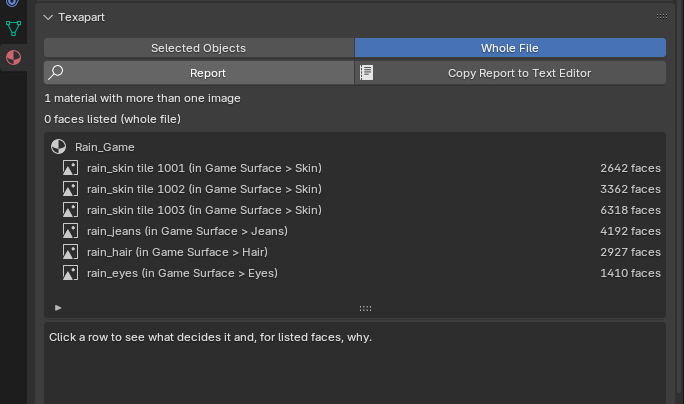 Texapart
Selected Objects
Whole File
Report
Copy Report to Text Editor
1 material with more than one image
0 faces listed (whole file)
Rain_Game
rain_skin tile 1001 (in Game Surface > Skin) 2642 faces
rain_skin tile 1002 (in Game Surface > Skin) 3362 faces
rain_skin tile 1003 (in Game Surface > Skin) 6318 faces
rain_jeans (in Game Surface > Jeans) 4192 faces
rain_hair (in Game Surface > Hair) 2927 faces
rain_eyes (in Game Surface > Eyes) 1410 faces
Click a row to see what decides it and, for listed faces, why.